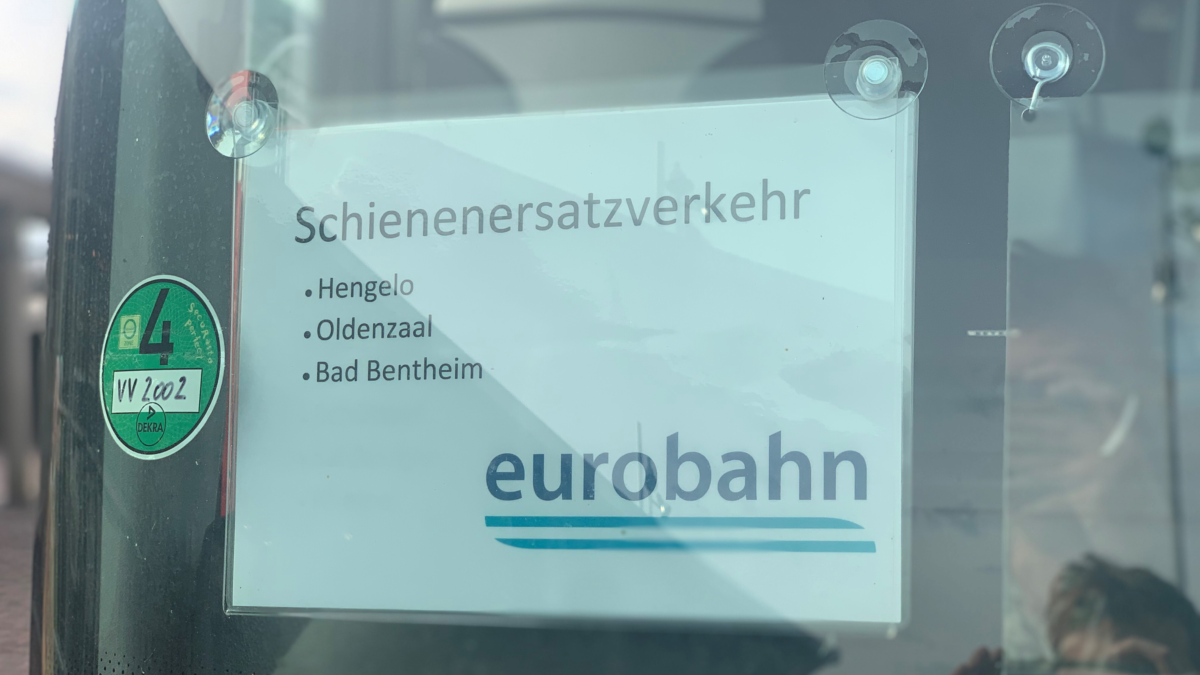 Schienenersatzverkehr
• Hengelo
• Oldenzaal
• Bad Bentheim
eurobahn
4
VV 2002
DEKRA